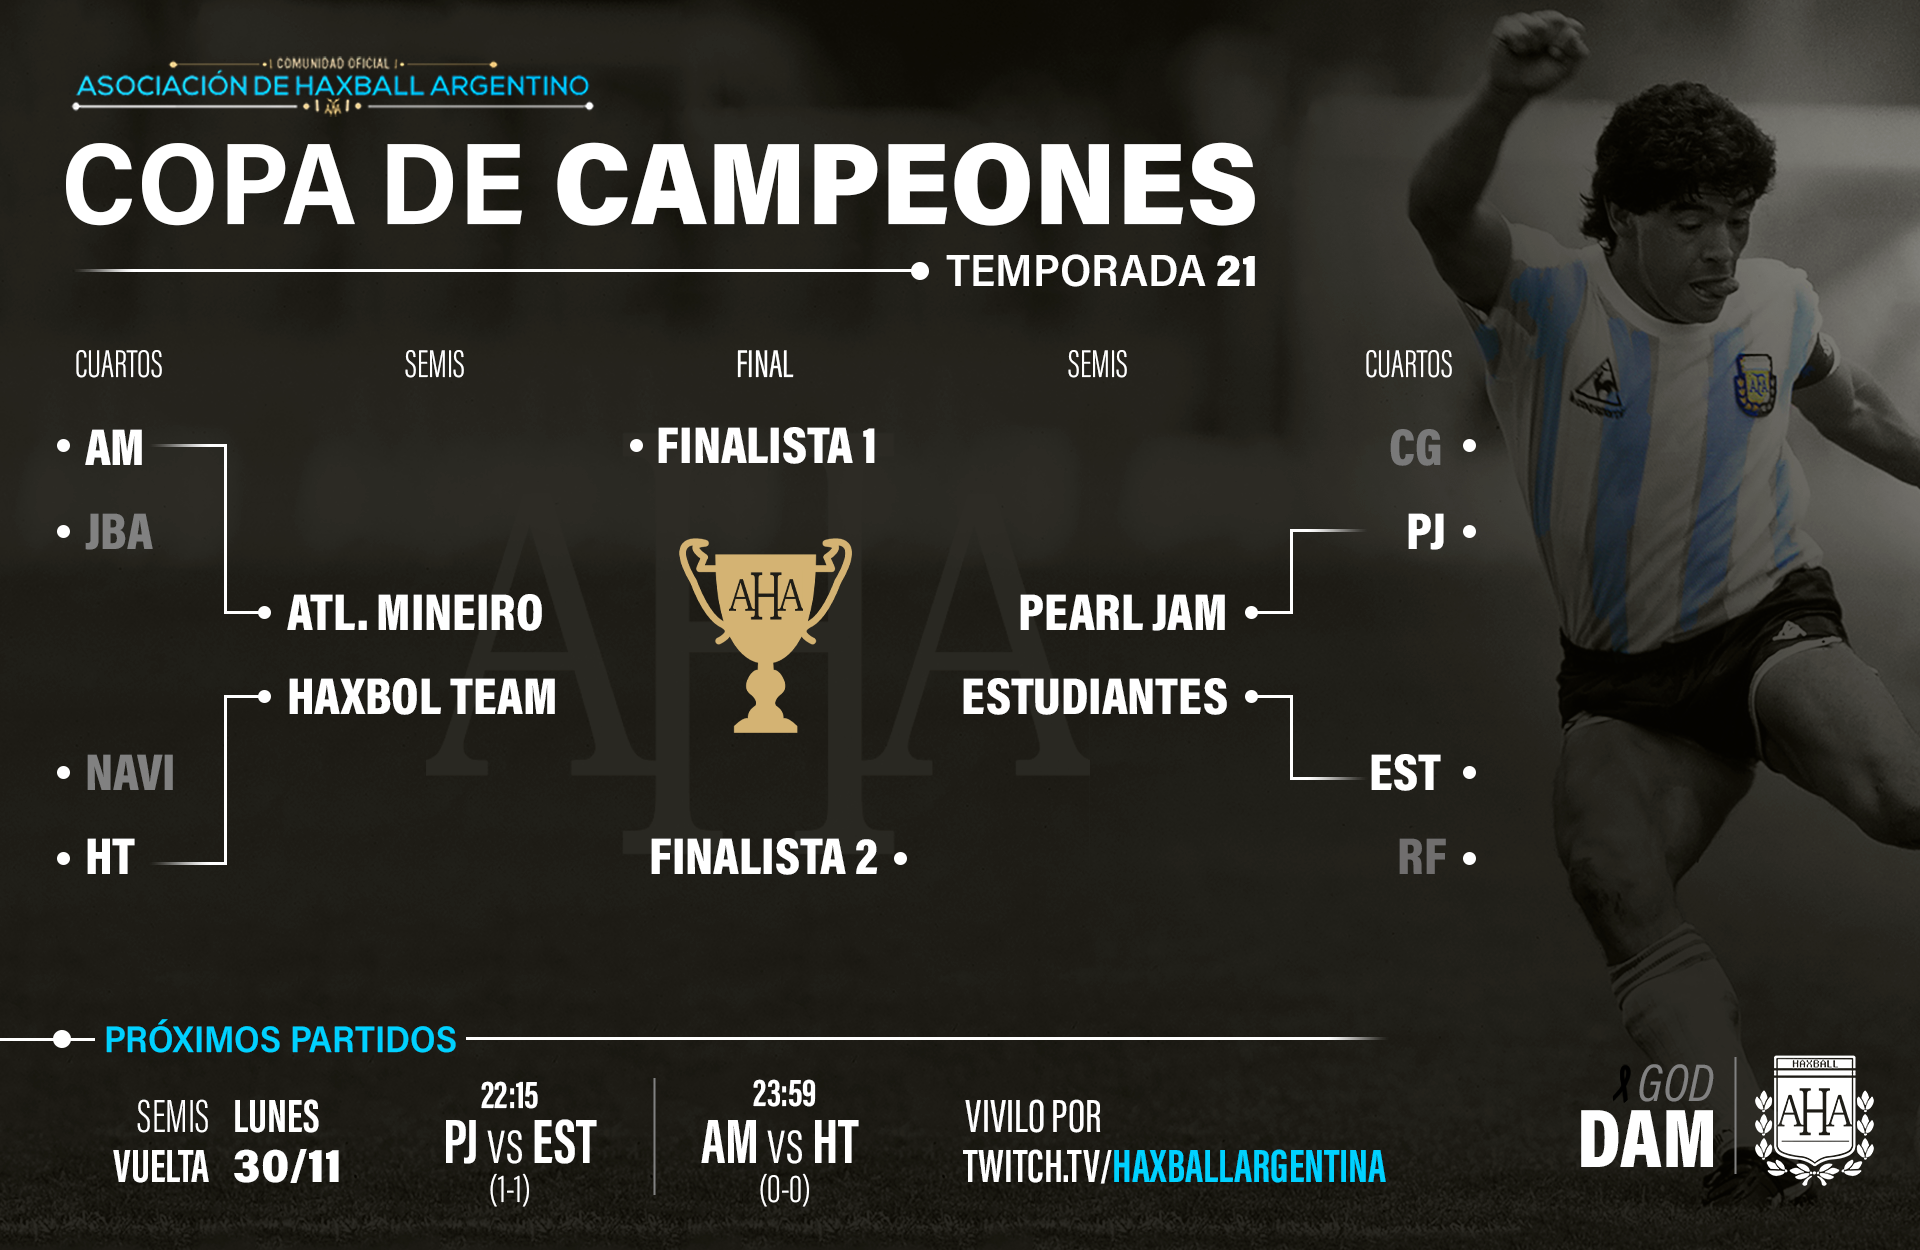 COMUNIDAD OFICIAL
ASOCIACIÓN DE HAXBALL ARGENTINO
COPA DE CAMPEONES
TEMPORADA 21
CUARTOS
SEMIS
FINAL
SEMIS
CUARTOS
AM
JBA
ATL. MINEIRO
HAXBOL TEAM
NAVI
HT
FINALISTA 1
AHA
FINALISTA 2
CG
PJ
PEARL JAM
ESTUDIANTES
EST
RF
PRÓXIMOS PARTIDOS
SEMIS
VUELTA
LUNES
30/11
22:15
PJ VS EST
(1-1)
23:59
AM VS HT
(0-0)
VIVILO POR
TWITCH.TV/HAXBALLARGENTINA
GOD
DAM
HAXBALL
AHA